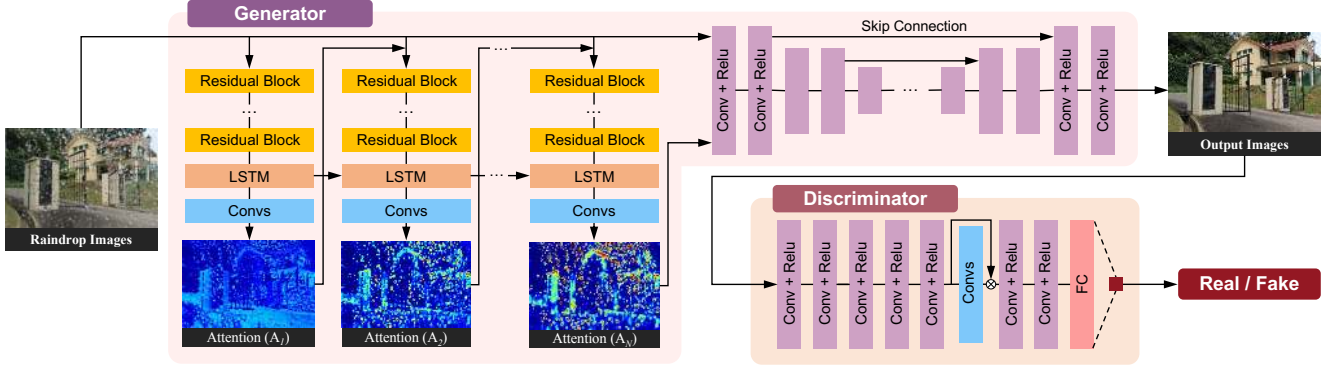 Generator
Skip Connection
...
Residual Block
Residual Block
Residual Block
...
...
...
Residual Block
Residual Block
Residual Block
LSTM
LSTM
...
LSTM
Convs
Convs
Convs
Raindrop Images
Attention (A1)
Attention (A2)
Attention (AN)
Conv + Relu
Conv + Relu
...
Conv + Relu
Conv + Relu
Output Images
Discriminator
Conv + Relu
Conv + Relu
Conv + Relu
Conv + Relu
Conv + Relu
Convs
Conv + Relu
Conv + Relu
FC
Real / Fake